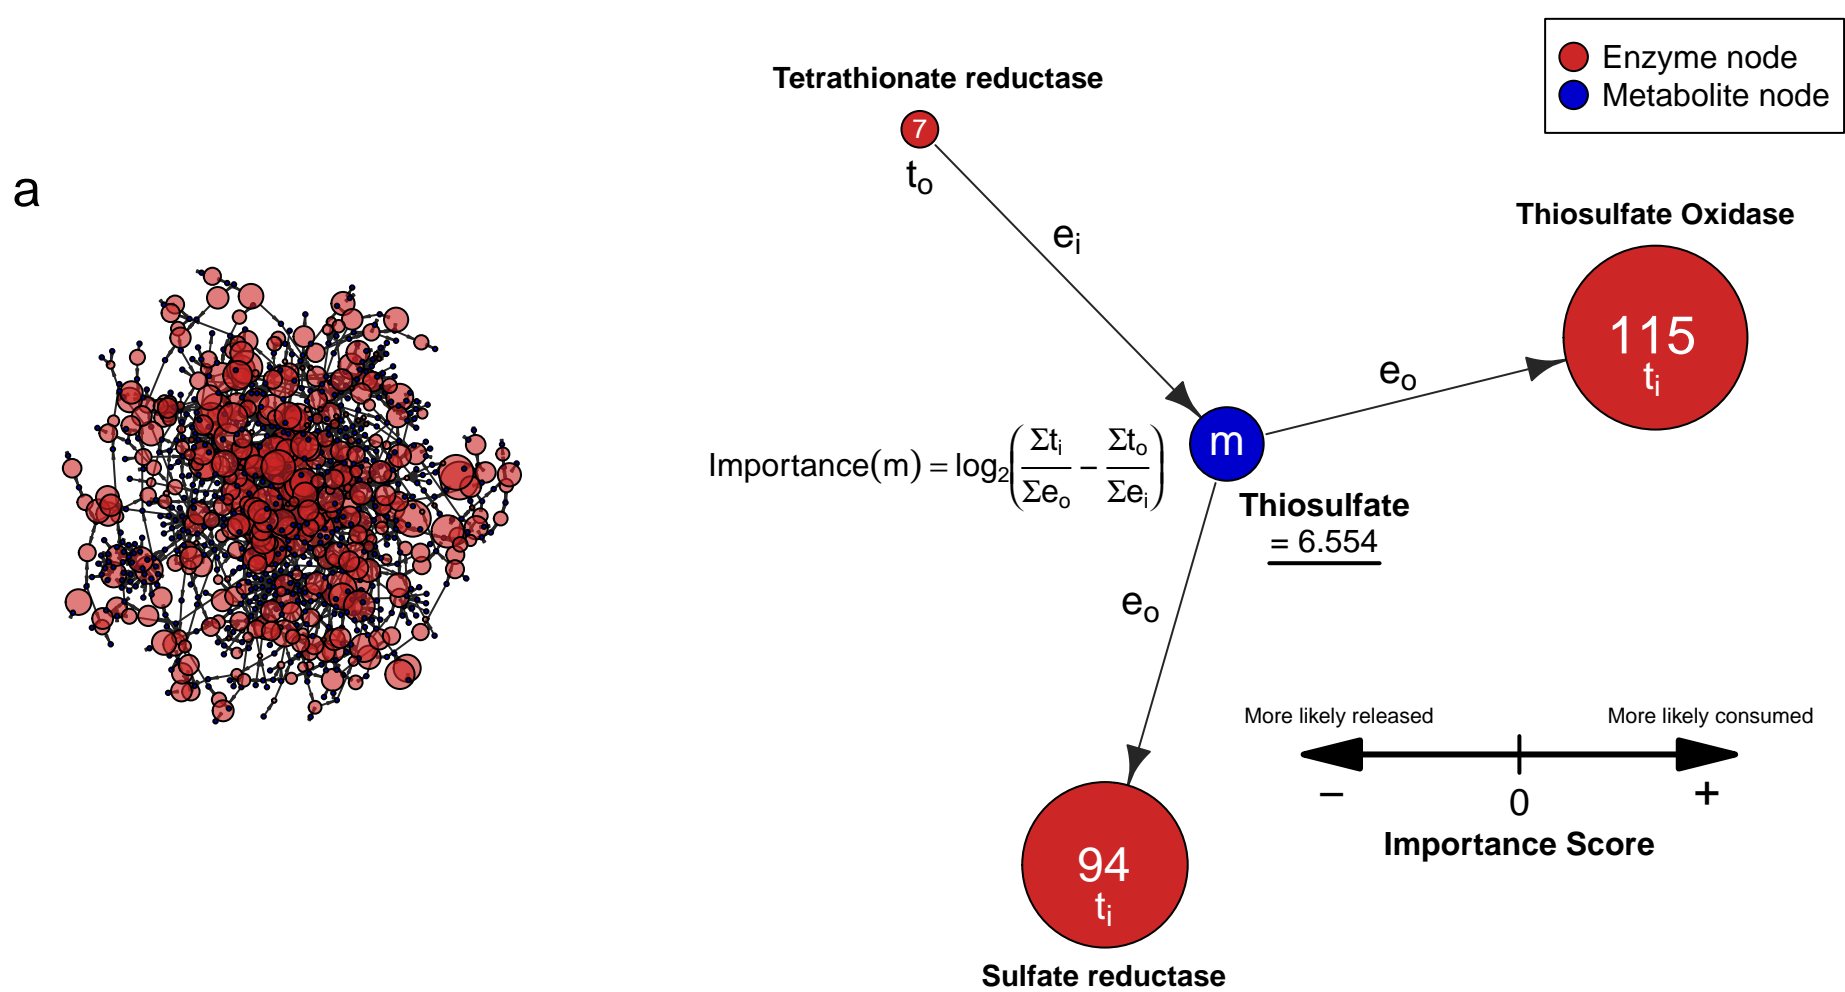 a
Enzyme node
Metabolite node
Tetrathionate reductase
7
to
ei
Thiosulfate Oxidase
115
ti
eo
m
Importance(m) = log2(Σti/Σeo − Σto/Σei)
Thiosulfate
= 6.554
eo
94
ti
Sulfate reductase
More likely released
More likely consumed
− 0 +
Importance Score